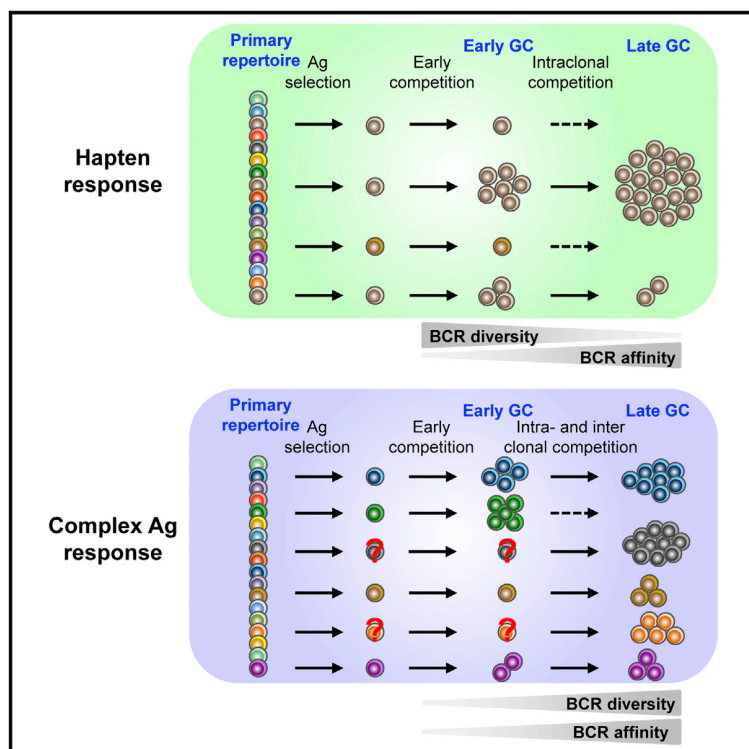 Primary
repertoire
Ag
selection
Early
competition
Early GC
Intraclonal
competition
Late GC
Hapten
response
BCR diversity
BCR affinity
Primary
repertoire
Ag
selection
Early
competition
Early GC
Intra- and inter
clonal competition
Late GC
Complex Ag
response
?
?
?
?
BCR diversity
BCR affinity